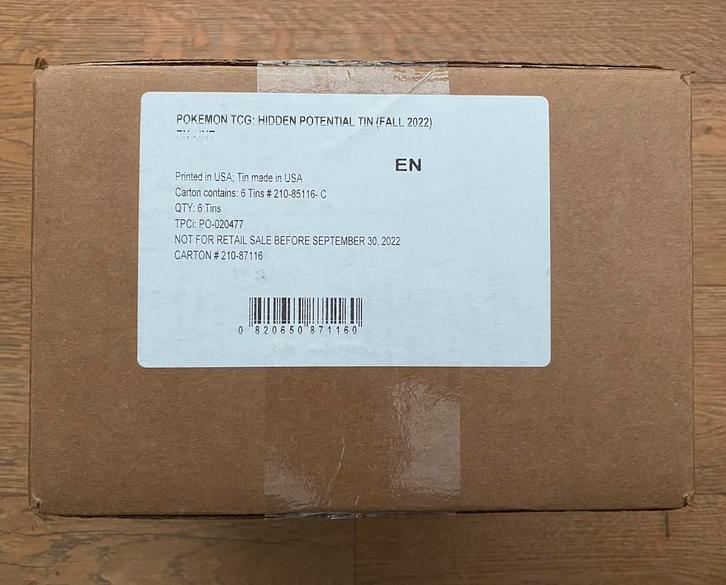 POKEMON TCG: HIDDEN POTENTIAL TIN (FALL 2022)
EN
Printed in USA; Tin made in USA
Carton contains: 6 Tins # 210-85116- C
QTY: 6 Tins
TPCi: PO-020477
NOT FOR RETAIL SALE BEFORE SEPTEMBER 30, 2022
CARTON # 210-87116
0 820650 871160